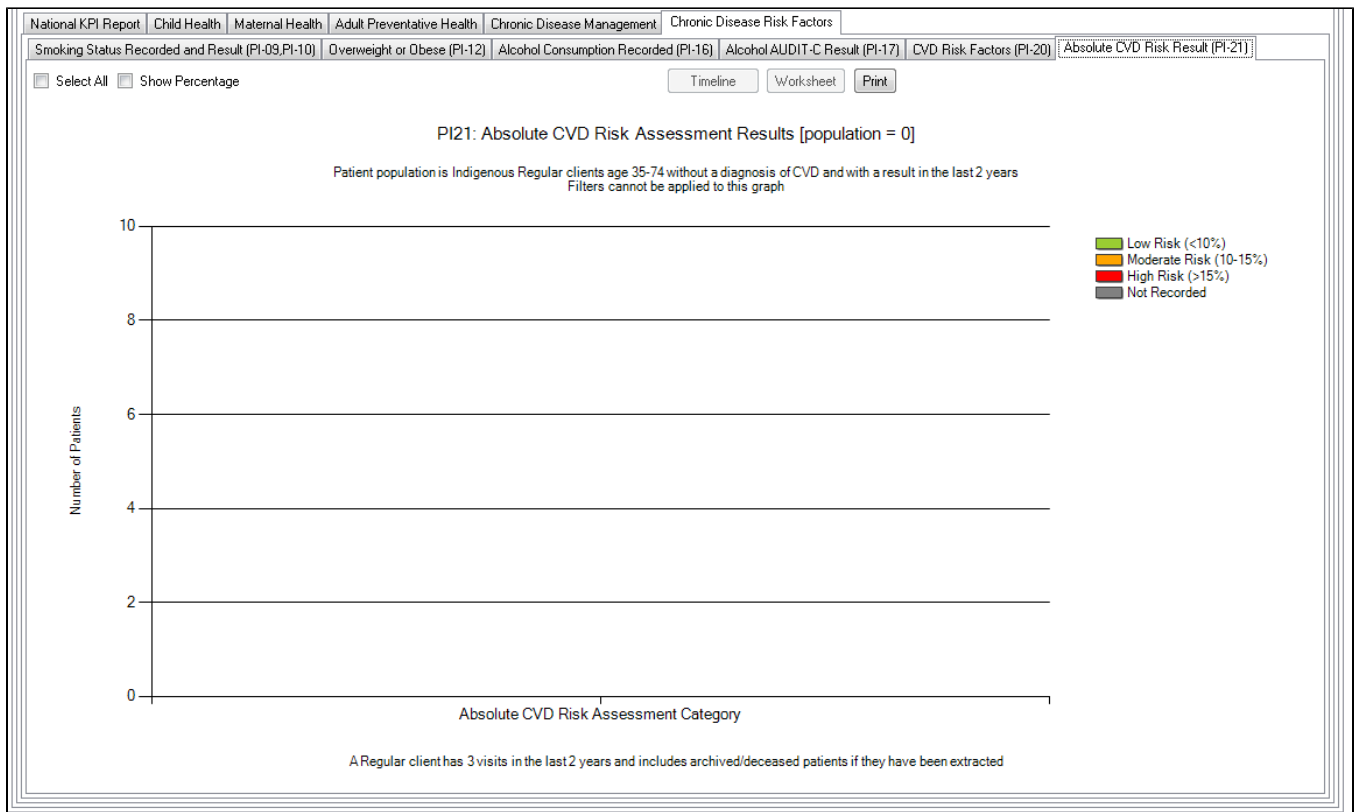 National KPI Report Child Health Maternal Health Adult Preventative Health Chronic Disease Management Chronic Disease Risk Factors
Smoking Status Recorded and Result (PI-09,PI-10) Overweight or Obese (PI-12) Alcohol Consumption Recorded (PI-16) Alcohol AUDIT-C Result (PI-17) CVD Risk Factors (PI-20) Absolute CVD Risk Result (PI-21)
Select All Show Percentage Timeline Worksheet Print
PI21: Absolute CVD Risk Assessment Results [population = 0]
Patient population is Indigenous Regular clients age 35-74 without a diagnosis of CVD and with a result in the last 2 years
Filters cannot be applied to this graph
10
8
6
4
2
0
Number of Patients
Low Risk (<10%)
Moderate Risk (10-15%)
High Risk (>15%)
Not Recorded
Absolute CVD Risk Assessment Category
A Regular client has 3 visits in the last 2 years and includes archived/deceased patients if they have been extracted